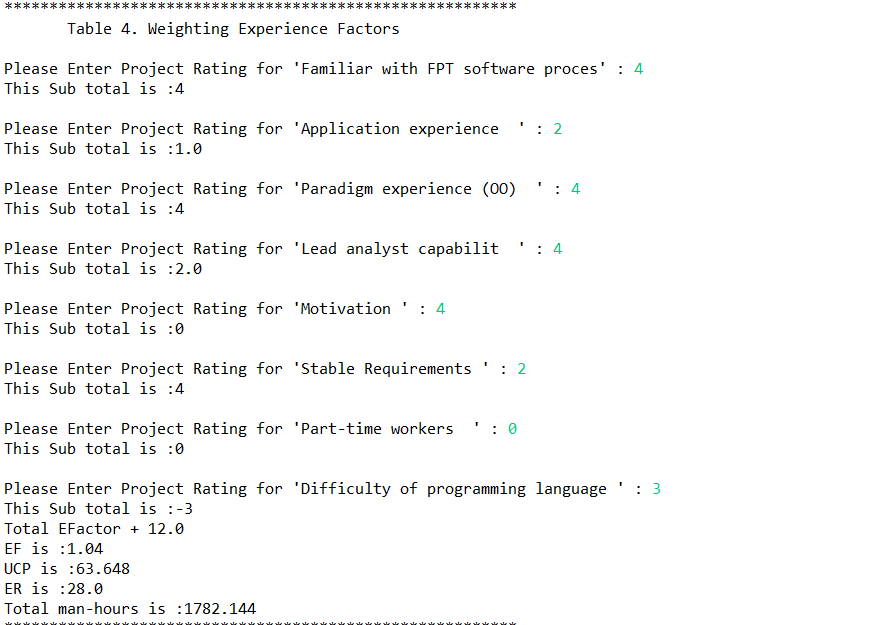 *********************************************************
Table 4. Weighting Experience Factors
Please Enter Project Rating for 'Familiar with FPT software proces' : 4
This Sub total is :4
Please Enter Project Rating for 'Application experience  ' : 2
This Sub total is :1.0
Please Enter Project Rating for 'Paradigm experience (OO)  ' : 4
This Sub total is :4
Please Enter Project Rating for 'Lead analyst capabilit  ' : 4
This Sub total is :2.0
Please Enter Project Rating for 'Motivation ' : 4
This Sub total is :0
Please Enter Project Rating for 'Stable Requirements ' : 2
This Sub total is :4
Please Enter Project Rating for 'Part-time workers  ' : 0
This Sub total is :0
Please Enter Project Rating for 'Difficulty of programming language ' : 3
This Sub total is :-3
Total EFactor + 12.0
EF is :1.04
UCP is :63.648
ER is :28.0
Total man-hours is :1782.144
*********************************************************